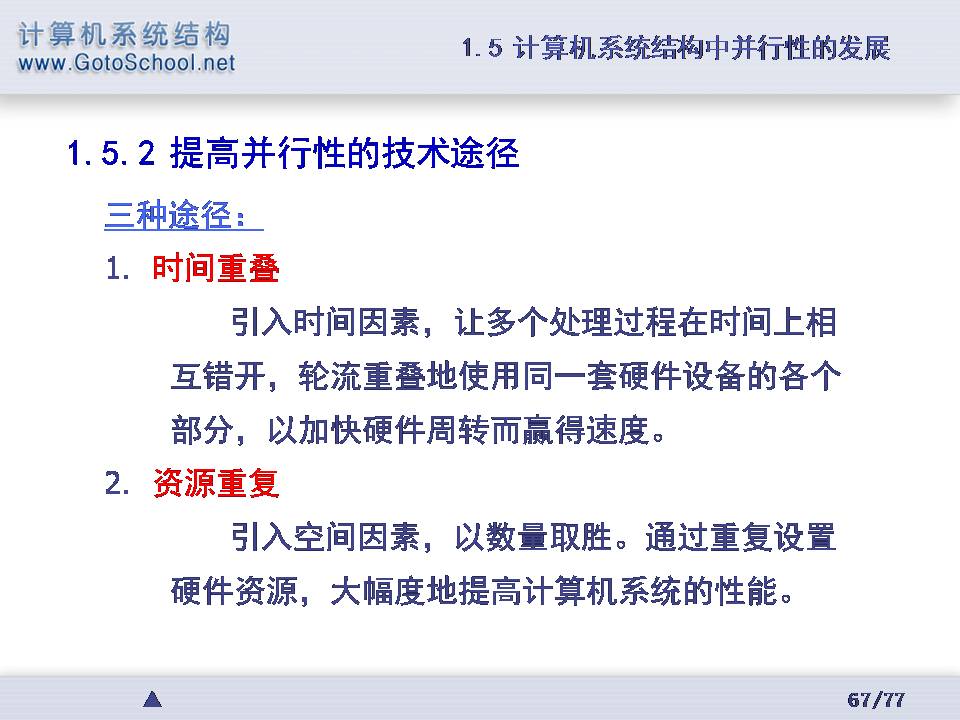 计算机系统结构
www.GotoSchool.net
1.5 计算机系统结构中并行性的发展
1.5.2 提高并行性的技术途径
三种途径：
1. 时间重叠
引入时间因素，让多个处理过程在时间上相
互错开，轮流重叠地使用同一套硬件设备的各个
部分，以加快硬件周转而赢得速度。
2. 资源重复
引入空间因素，以数量取胜。通过重复设置
硬件资源，大幅度地提高计算机系统的性能。
67/77